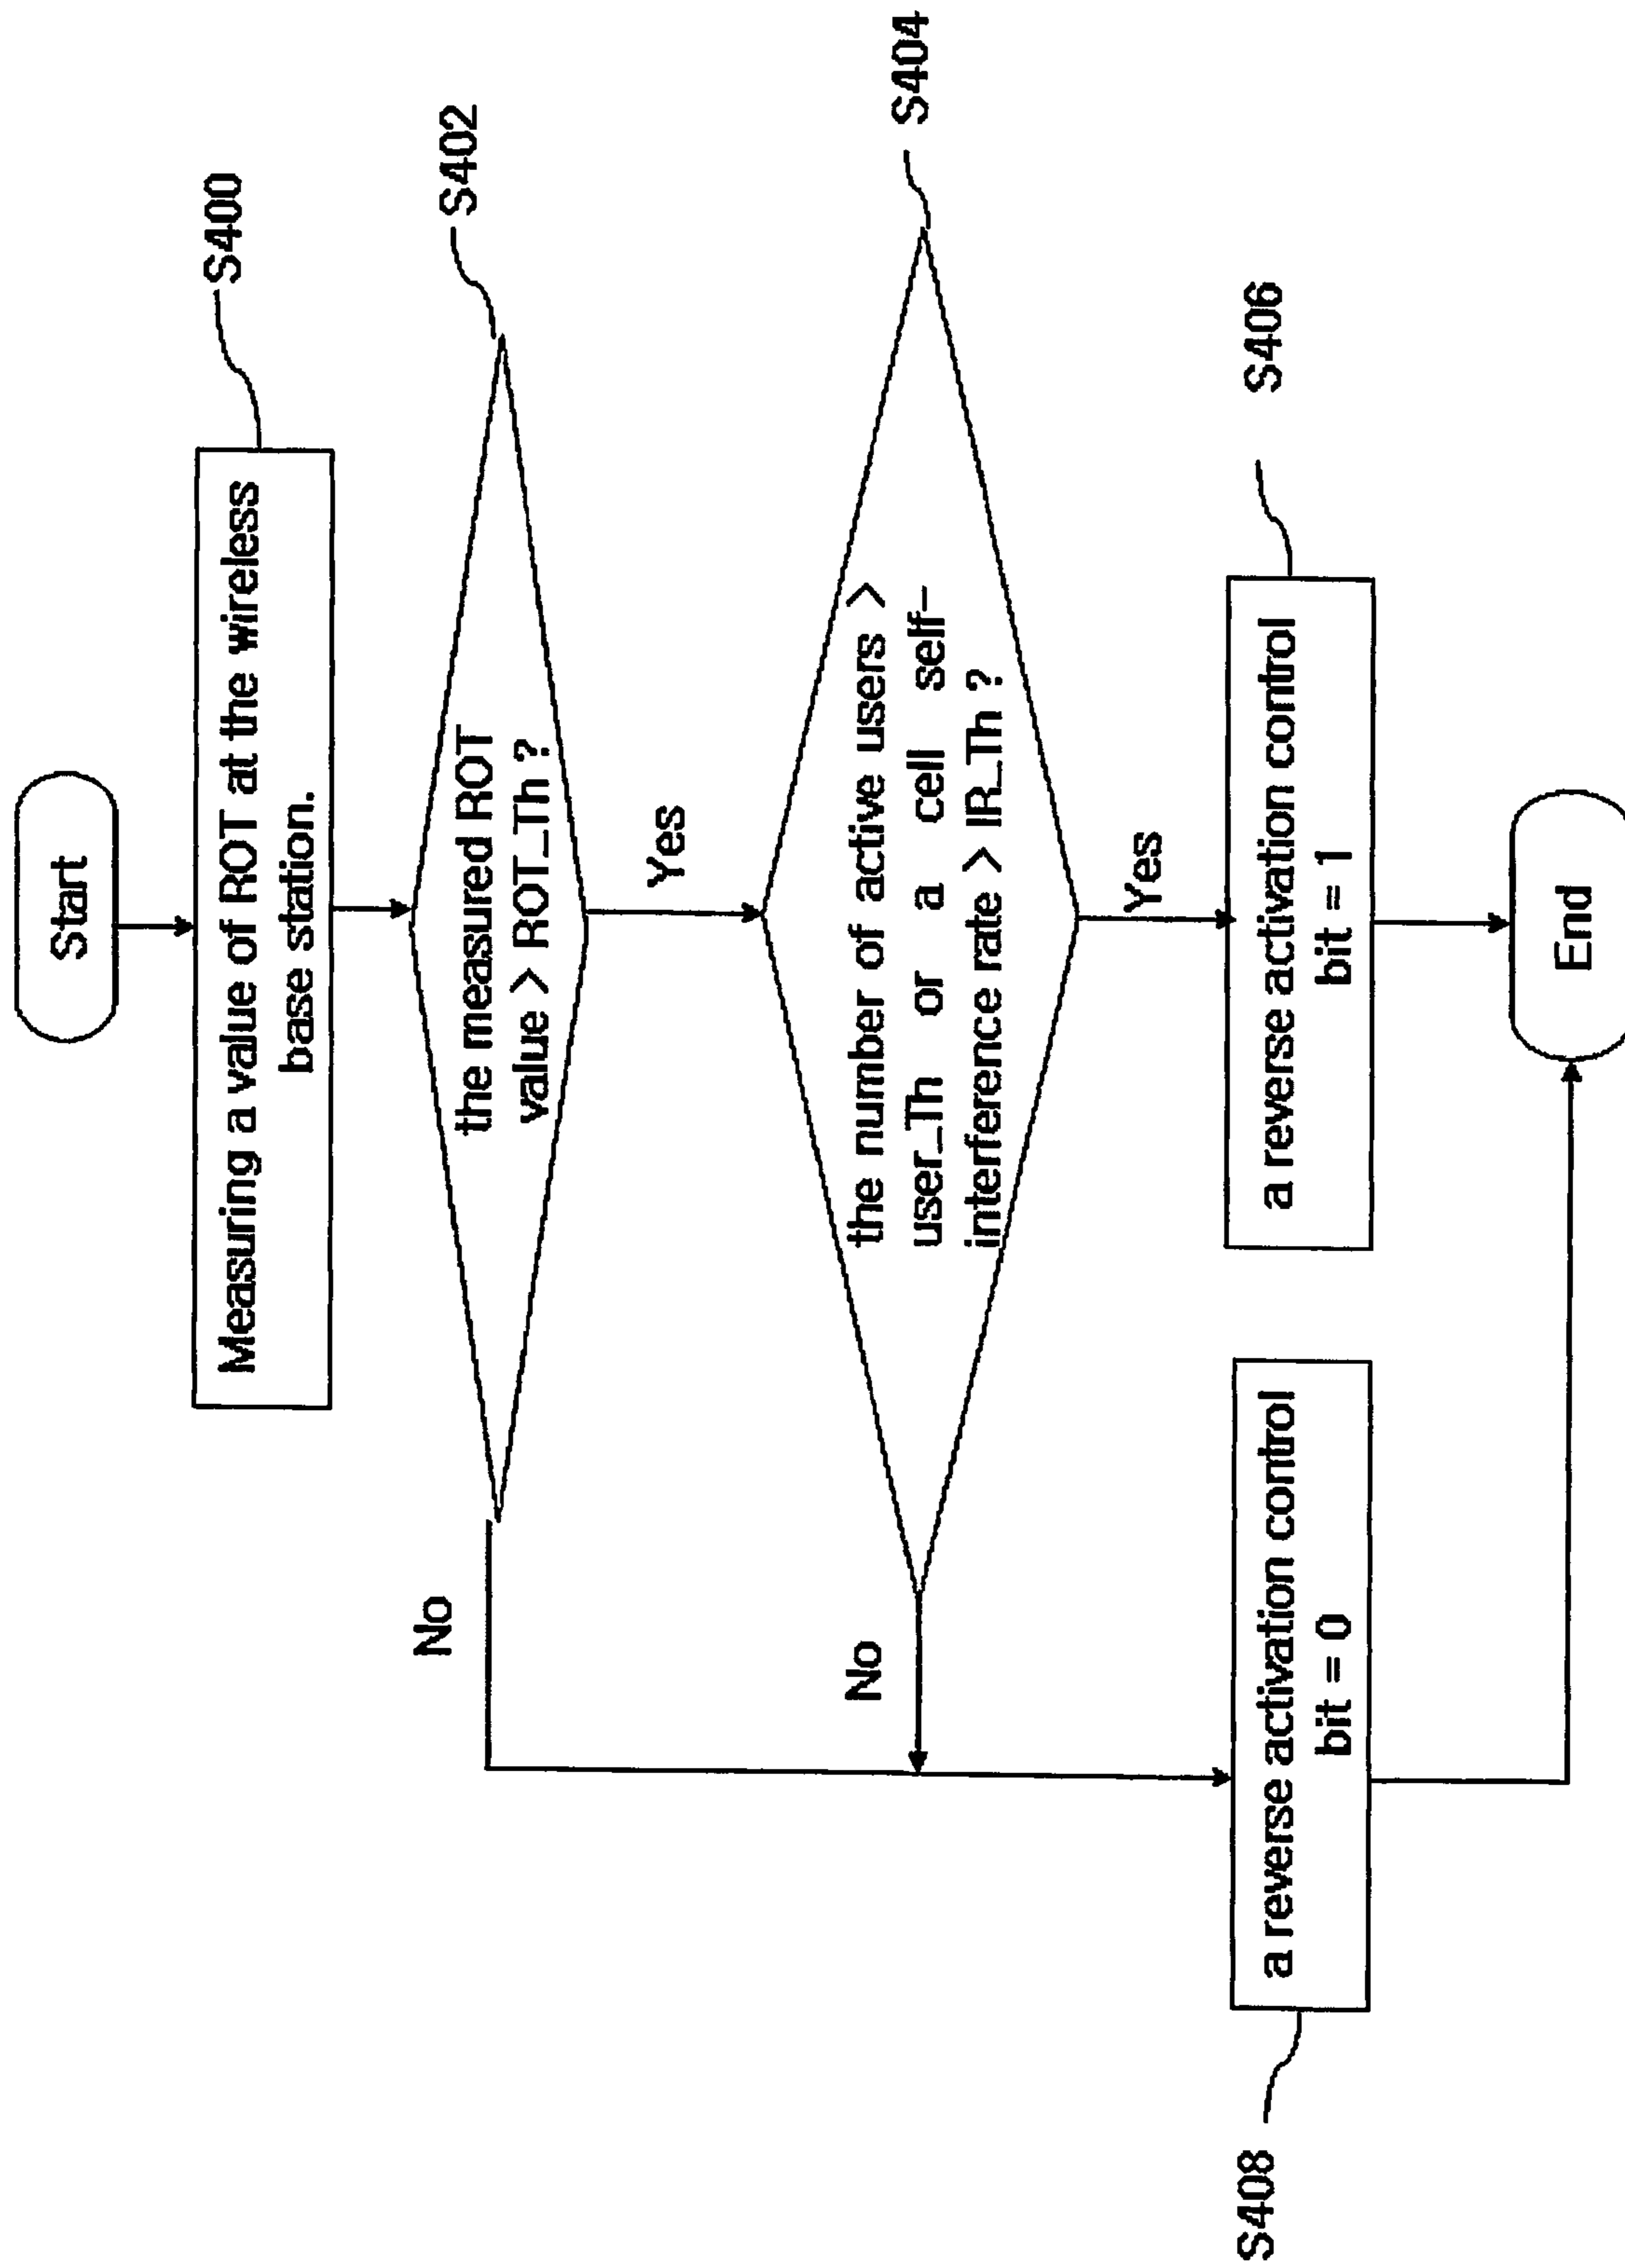 Start
S400
Measuring a value of ROT at the wireless
base station.
S402
the measured ROT
value > ROT_Th ?
No
Yes
S404
the number of active users >
user_Th or a cell self-
interference rate > IR_Th ?
No
Yes
S408
a reverse activation control
bit = 0
S406
a reverse activation control
bit = 1
End